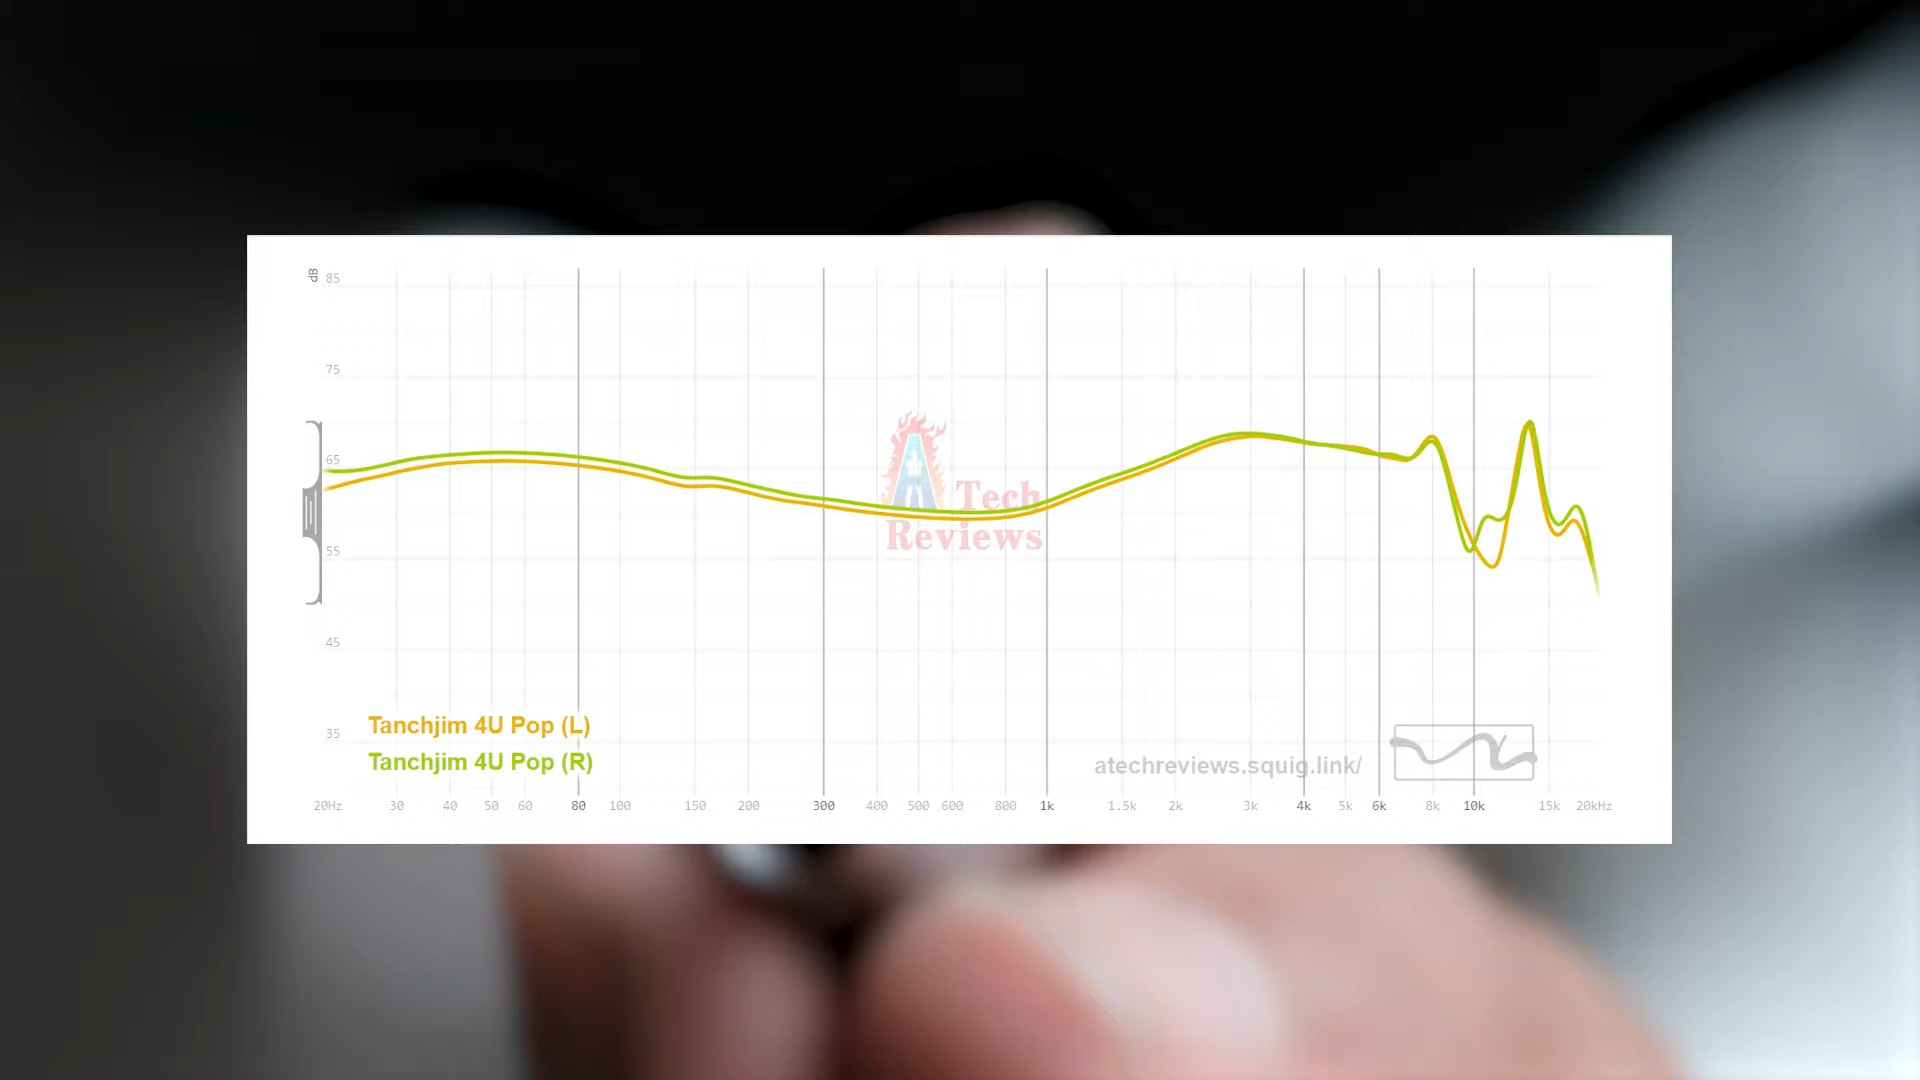 dB
85
75
65
55
45
35
Tech
Reviews
Tanchjim 4U Pop (L)
Tanchjim 4U Pop (R)
atechreviews.squig.link/
20Hz 30 40 50 60 80 100 150 200 300 400 500 600 800 1k 1.5k 2k 3k 4k 5k 6k 8k 10k 15k 20kHz